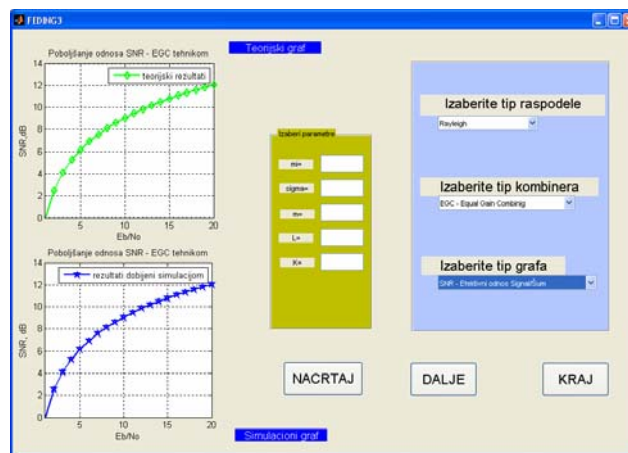 FIDING3
Teorijski graf
Poboljšanje odnosa SNR - EGC tehnikom
teorijski rezultati
SNR,dB
14
12
10
8
6
4
2
0
5
10
15
20
Eb/No
Poboljšanje odnosa SNR - EGC tehnikom
rezultati dobijeni simulacijom
SNR, dB
14
12
10
8
6
4
2
0
5
10
15
20
Eb/No
Simulacioni graf
Izaberi parametre
mi=
sigma=
m=
L=
K=
Izaberite tip raspodele
Rayleigh
Izaberite tip kombinera
EGC - Equal Gain Combinig
Izaberite tip grafa
SNR - Efektivni odnos Signal/Šum
NACRTAJ
DALJE
KRAJ